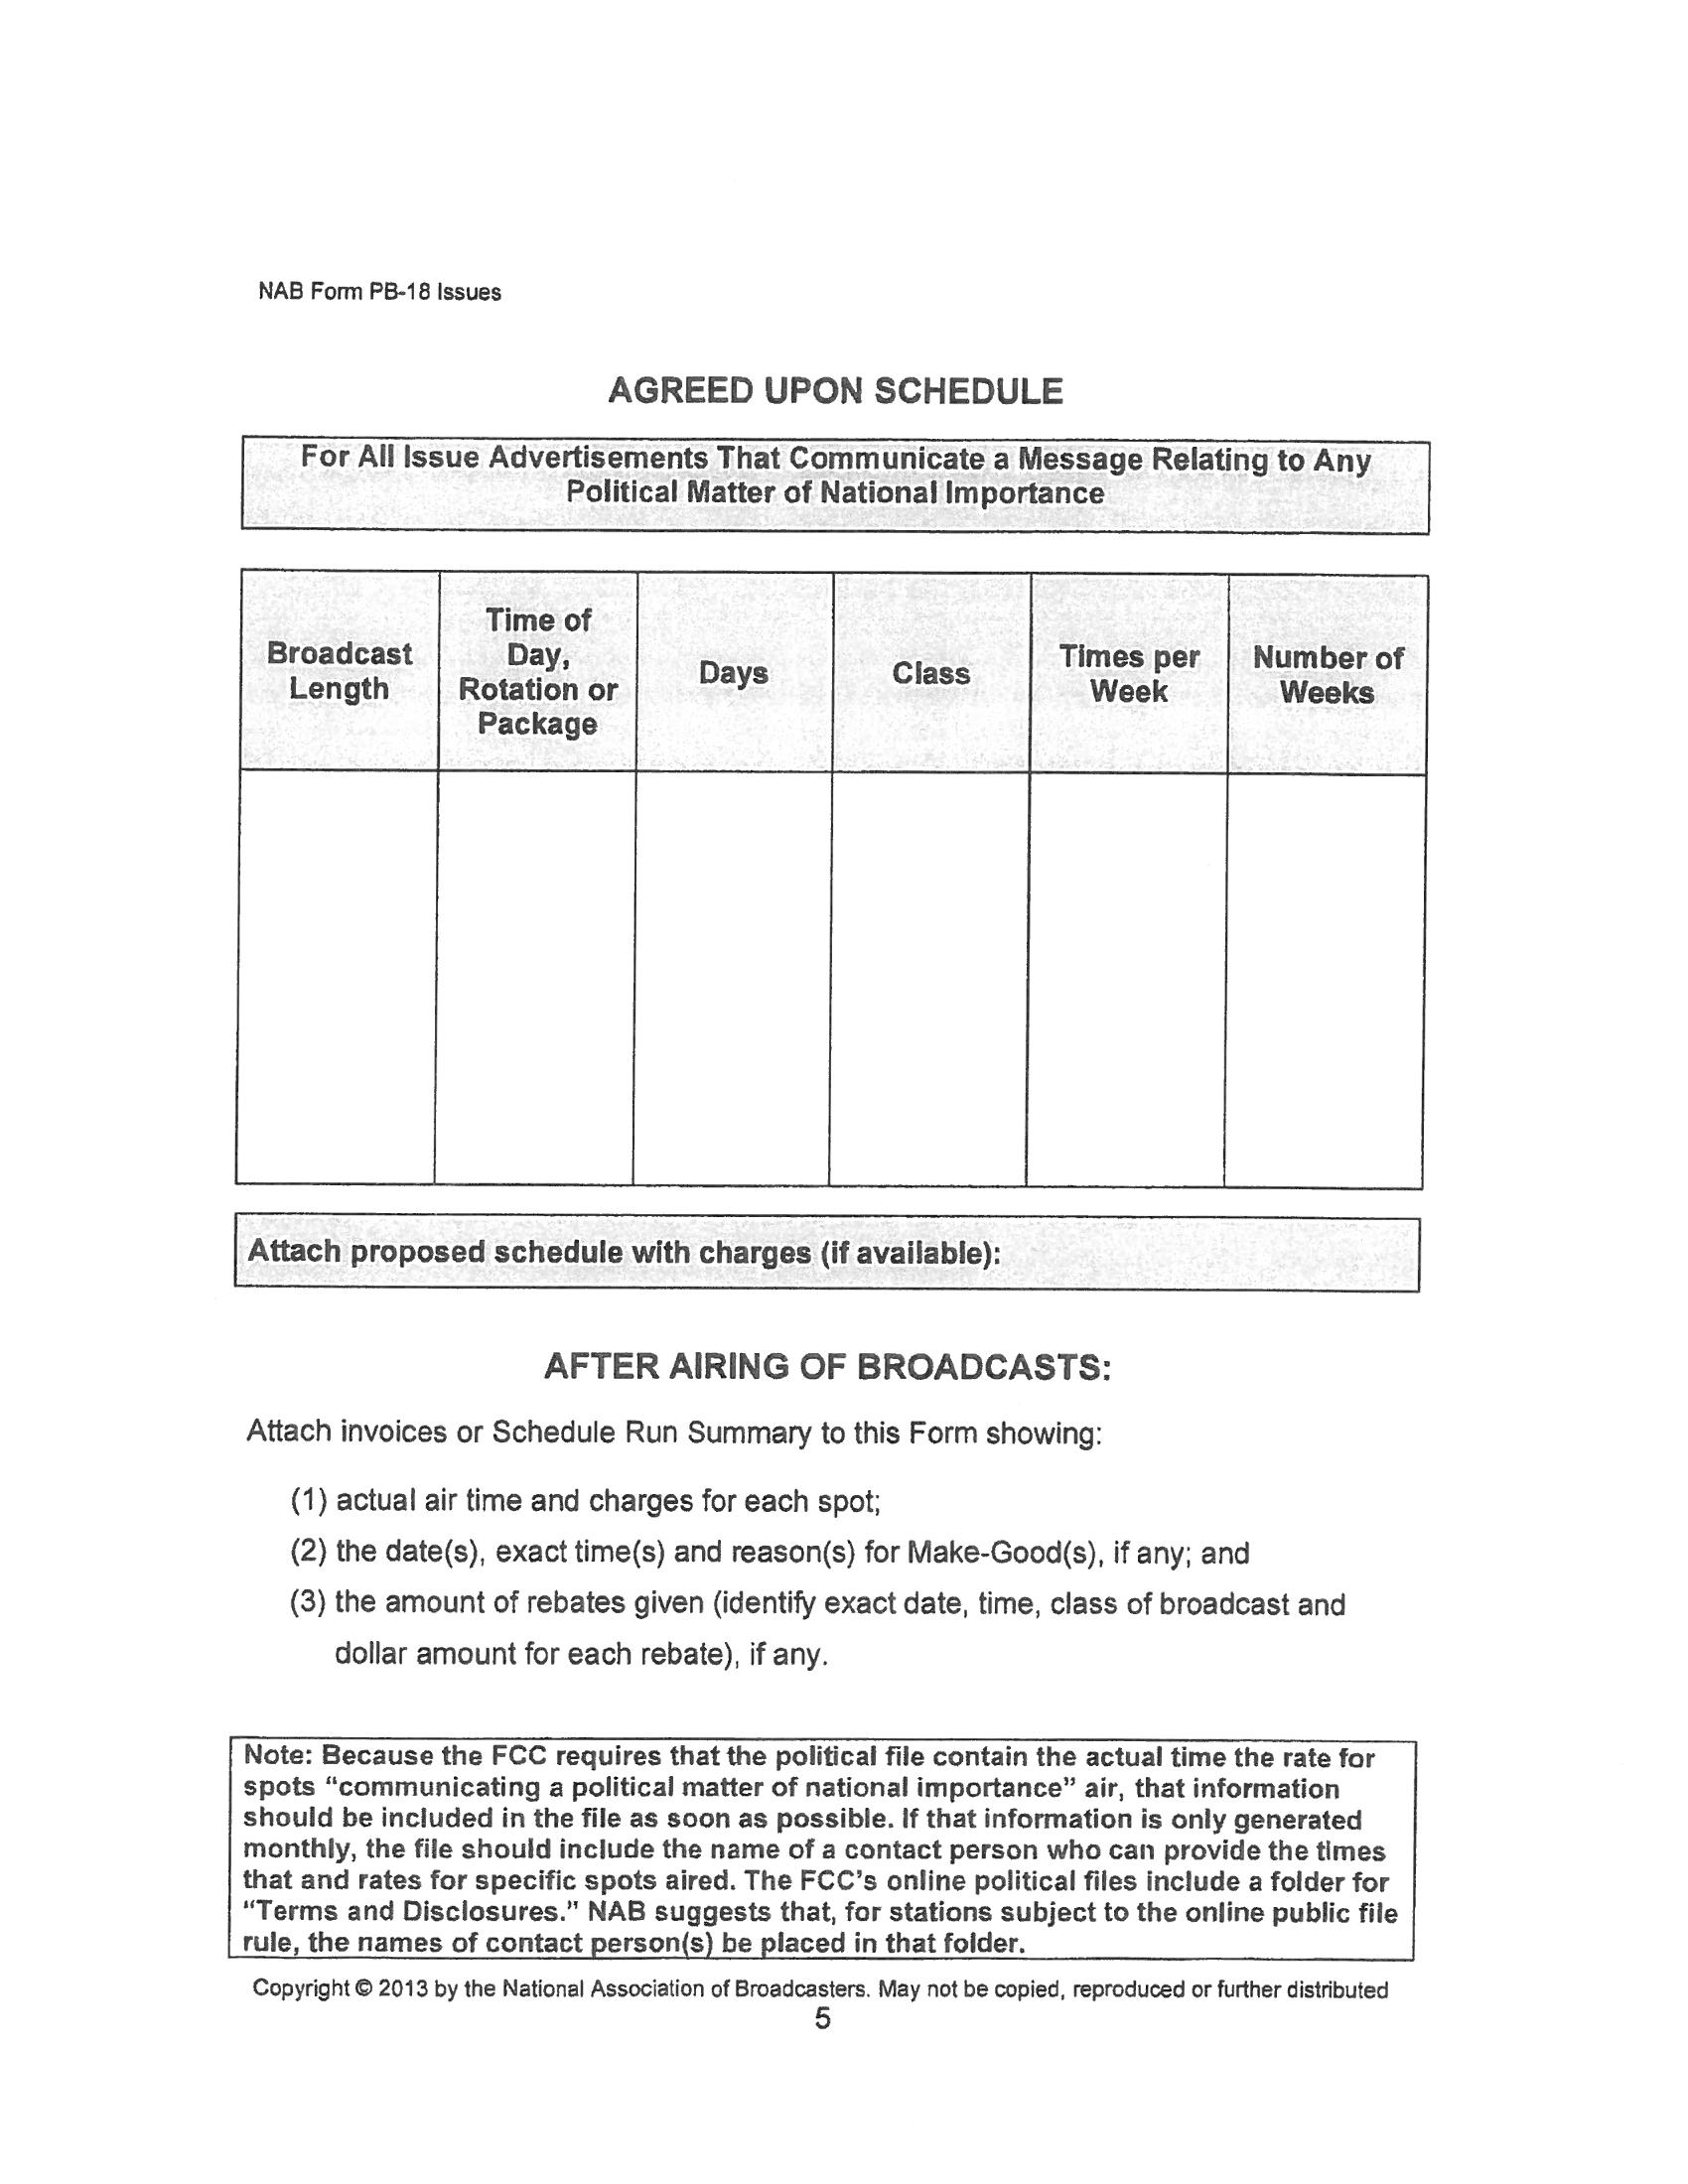 NAB Form PB-18 Issues
AGREED UPON SCHEDULE
For All Issue Advertisements That Communicate a Message Relating to Any
Political Matter of National Importance
Broadcast
Length
Time of
Day,
Rotation or
Package
Days
Class
Times per
Week
Number of
Weeks
Attach proposed schedule with charges (if available):
AFTER AIRING OF BROADCASTS:
Attach invoices or Schedule Run Summary to this Form showing:
(1) actual air time and charges for each spot;
(2) the date(s), exact time(s) and reason(s) for Make-Good(s), if any; and
(3) the amount of rebates given (identify exact date, time, class of broadcast and
dollar amount for each rebate), if any.
Note: Because the FCC requires that the political file contain the actual time the rate for
spots “communicating a political matter of national importance” air, that information
should be included in the file as soon as possible. If that information is only generated
monthly, the file should include the name of a contact person who can provide the times
that and rates for specific spots aired. The FCC’s online political files include a folder for
“Terms and Disclosures.” NAB suggests that, for stations subject to the online public file
rule, the names of contact person(s) be placed in that folder.
Copyright © 2013 by the National Association of Broadcasters. May not be copied, reproduced or further distributed
5